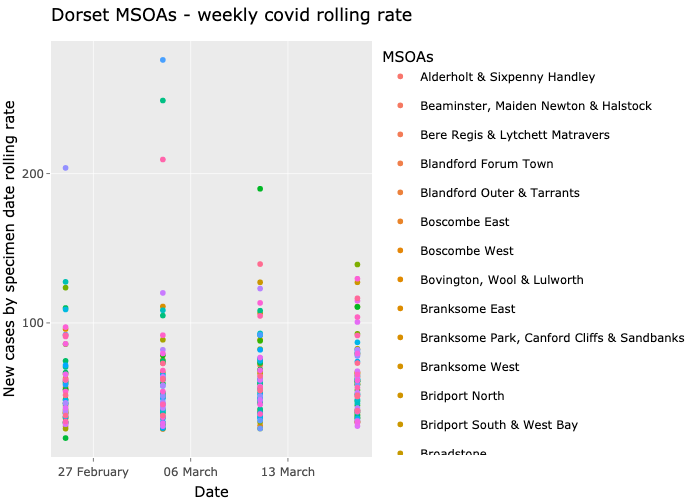 Dorset MSOAs - weekly covid rolling rate
New cases by specimen date rolling rate
200
100
27 February
06 March
13 March
Date
MSOAs
Alderholt & Sixpenny Handley
Beaminster, Maiden Newton & Halstock
Bere Regis & Lytchett Matravers
Blandford Forum Town
Blandford Outer & Tarrants
Boscombe East
Boscombe West
Bovington, Wool & Lulworth
Branksome East
Branksome Park, Canford Cliffs & Sandbanks
Branksome West
Bridport North
Bridport South & West Bay
Broadstone